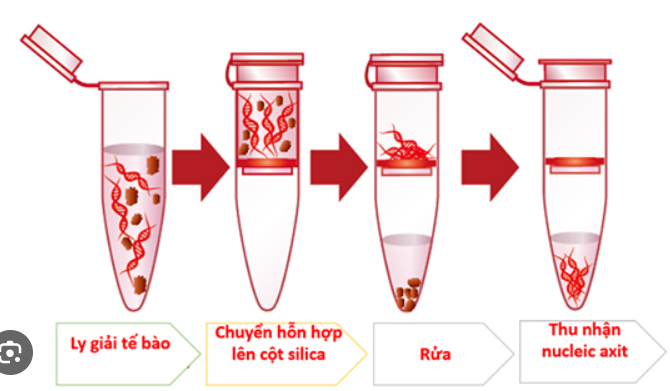 Ly giải tế bào
Chuyển hỗn hợp
lên cột silica
Rửa
Thu nhận
nucleic axit